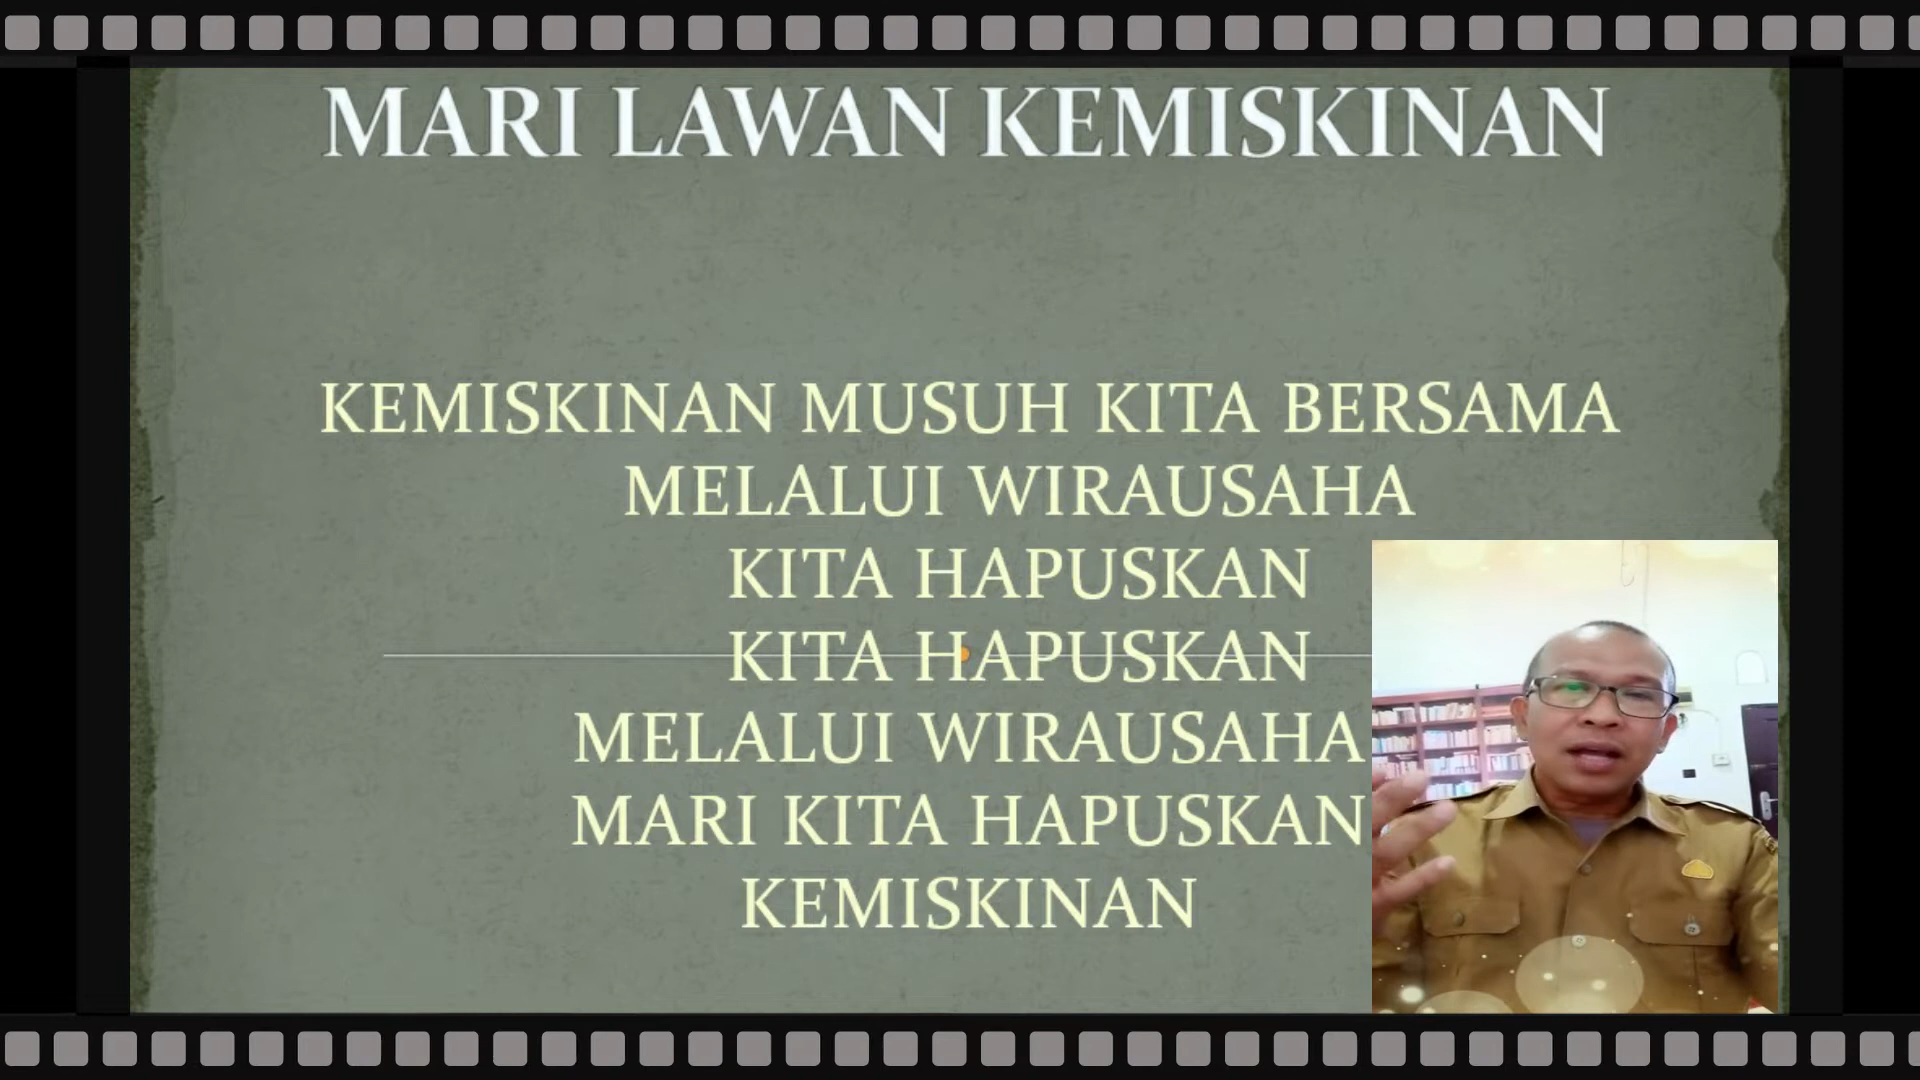 MARI LAWAN KEMISKINAN
KEMISKINAN MUSUH KITA BERSAMA
MELALUI WIRAUSAHA
KITA HAPUSKAN
KITA HAPUSKAN
MELALUI WIRAUSAHA
MARI KITA HAPUSKAN
KEMISKINAN